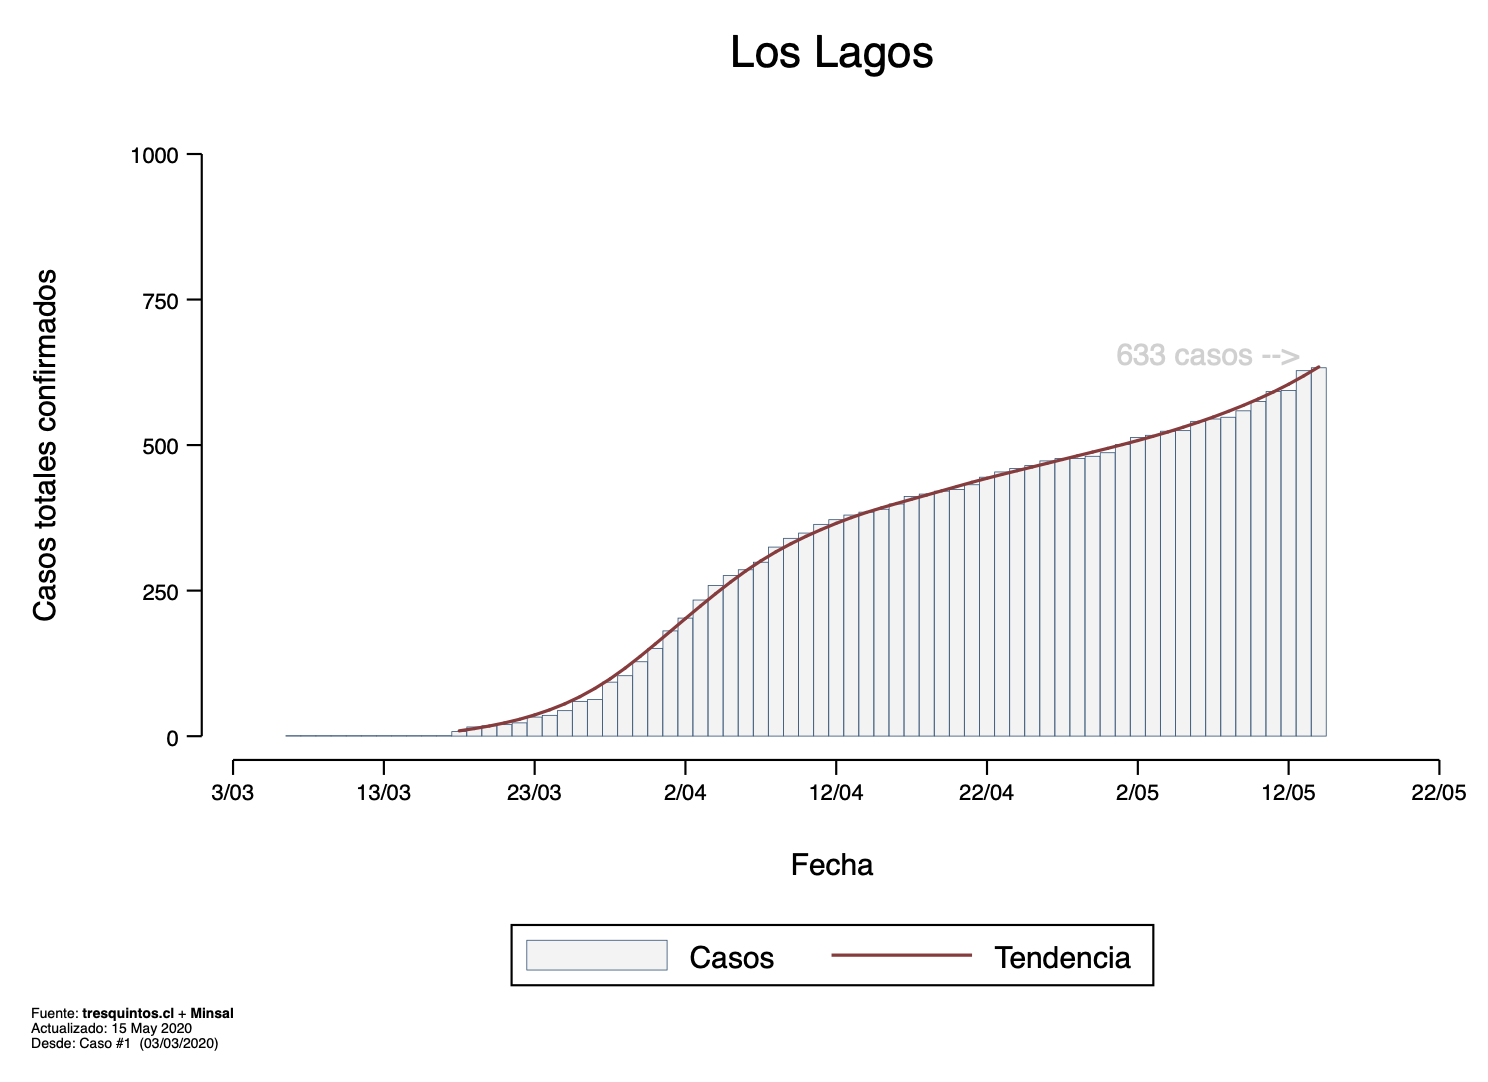 Los Lagos
Casos totales confirmados
1000
750
500
250
0
633 casos -->
3/03 13/03 23/03 2/04 12/04 22/04 2/05 12/05 22/05
Fecha
Casos Tendencia
Fuente: tresquintos.cl + Minsal
Actualizado: 15 May 2020
Desde: Caso #1 (03/03/2020)